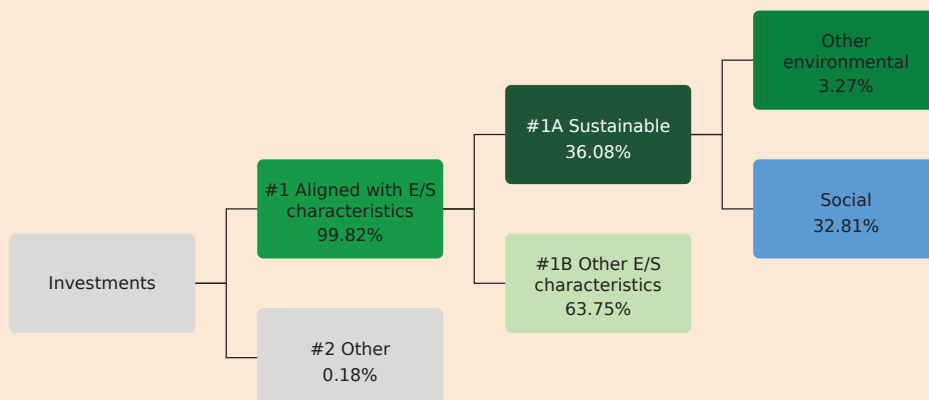 Investments
#1 Aligned with E/S
characteristics
99.82%
#2 Other
0.18%
#1A Sustainable
36.08%
#1B Other E/S
characteristics
63.75%
Other
environmental
3.27%
Social
32.81%